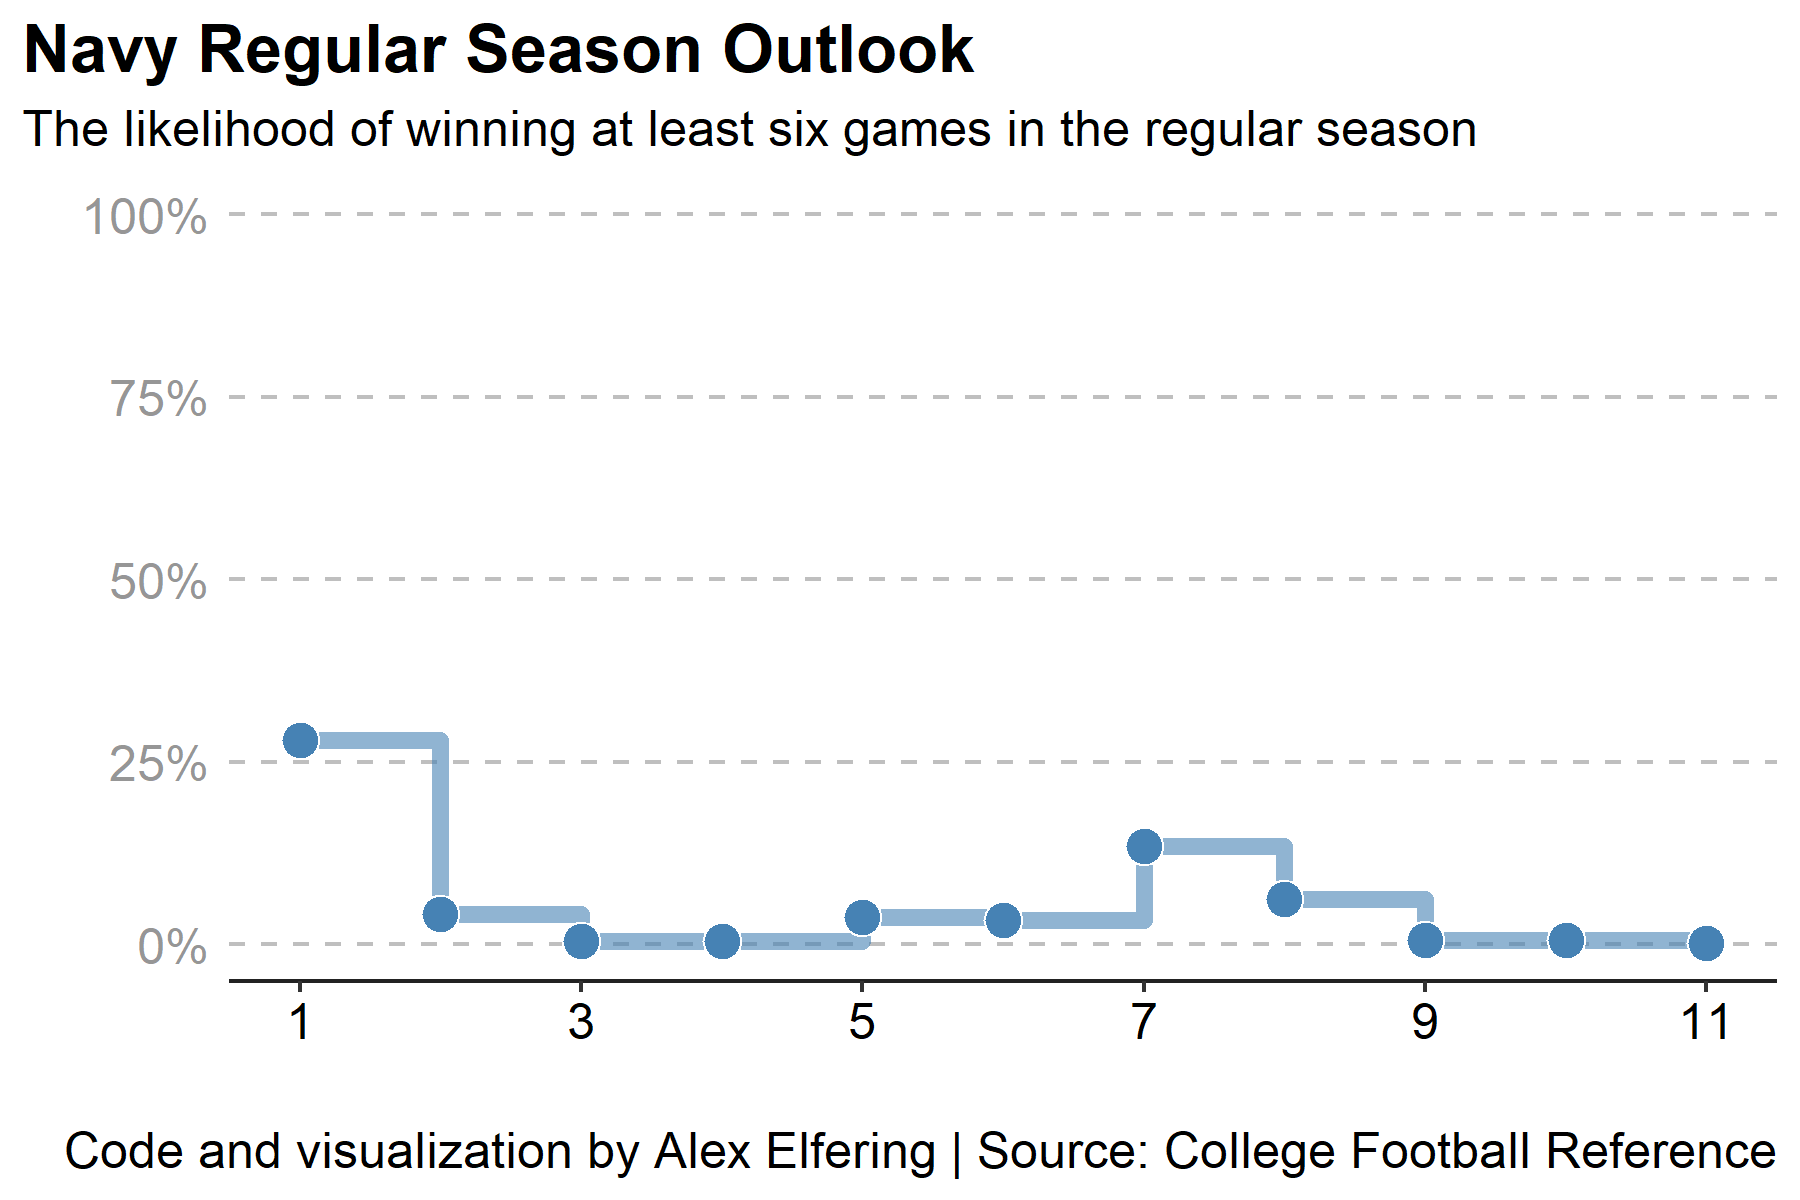 Navy Regular Season Outlook
The likelihood of winning at least six games in the regular season
100%
75%
50%
25%
0%
1 3 5 7 9 11
Code and visualization by Alex Elfering | Source: College Football Reference